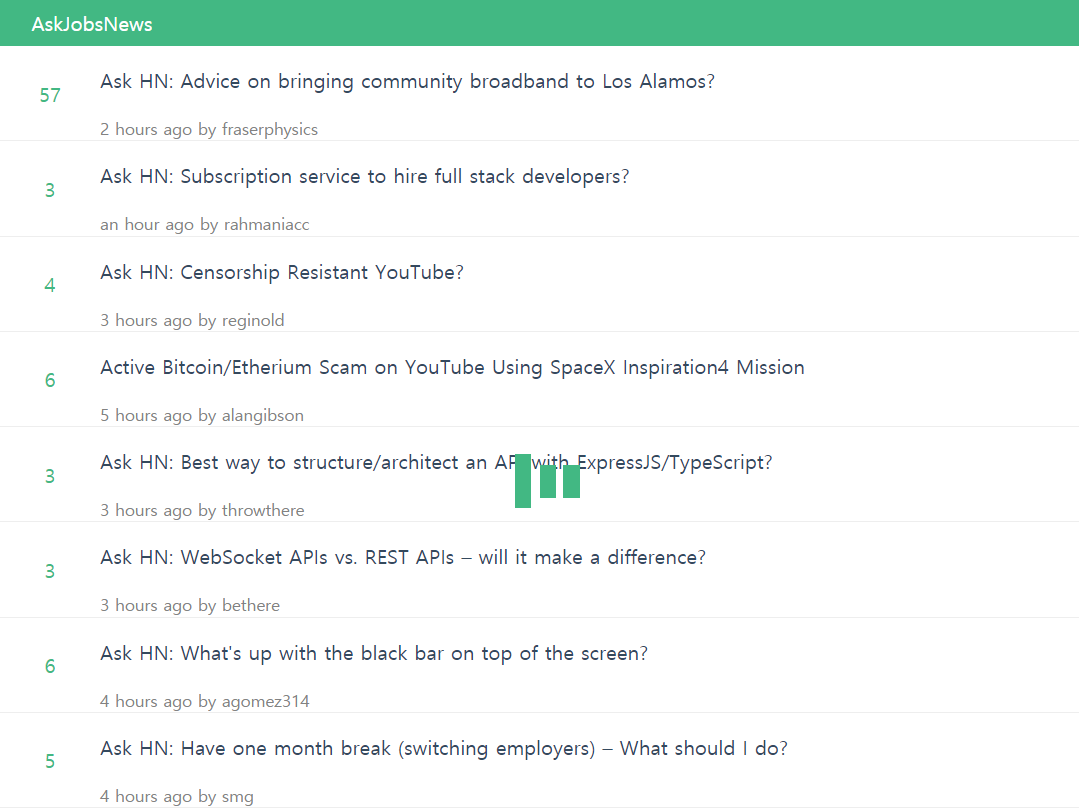 AskJobsNews
57
Ask HN: Advice on bringing community broadband to Los Alamos?
2 hours ago by fraserphysics
3
Ask HN: Subscription service to hire full stack developers?
an hour ago by rahmaniacc
4
Ask HN: Censorship Resistant YouTube?
3 hours ago by reginold
6
Active Bitcoin/Etherium Scam on YouTube Using SpaceX Inspiration4 Mission
5 hours ago by alangibson
3
Ask HN: Best way to structure/architect an with ExpressJS/TypeScript?
3 hours ago by throwthere
3
Ask HN: WebSocket APIs vs. REST APIs – will it make a difference?
3 hours ago by bethere
6
Ask HN: What's up with the black bar on top of the screen?
4 hours ago by agomez314
5
Ask HN: Have one month break (switching employers) – What should I do?
4 hours ago by smg